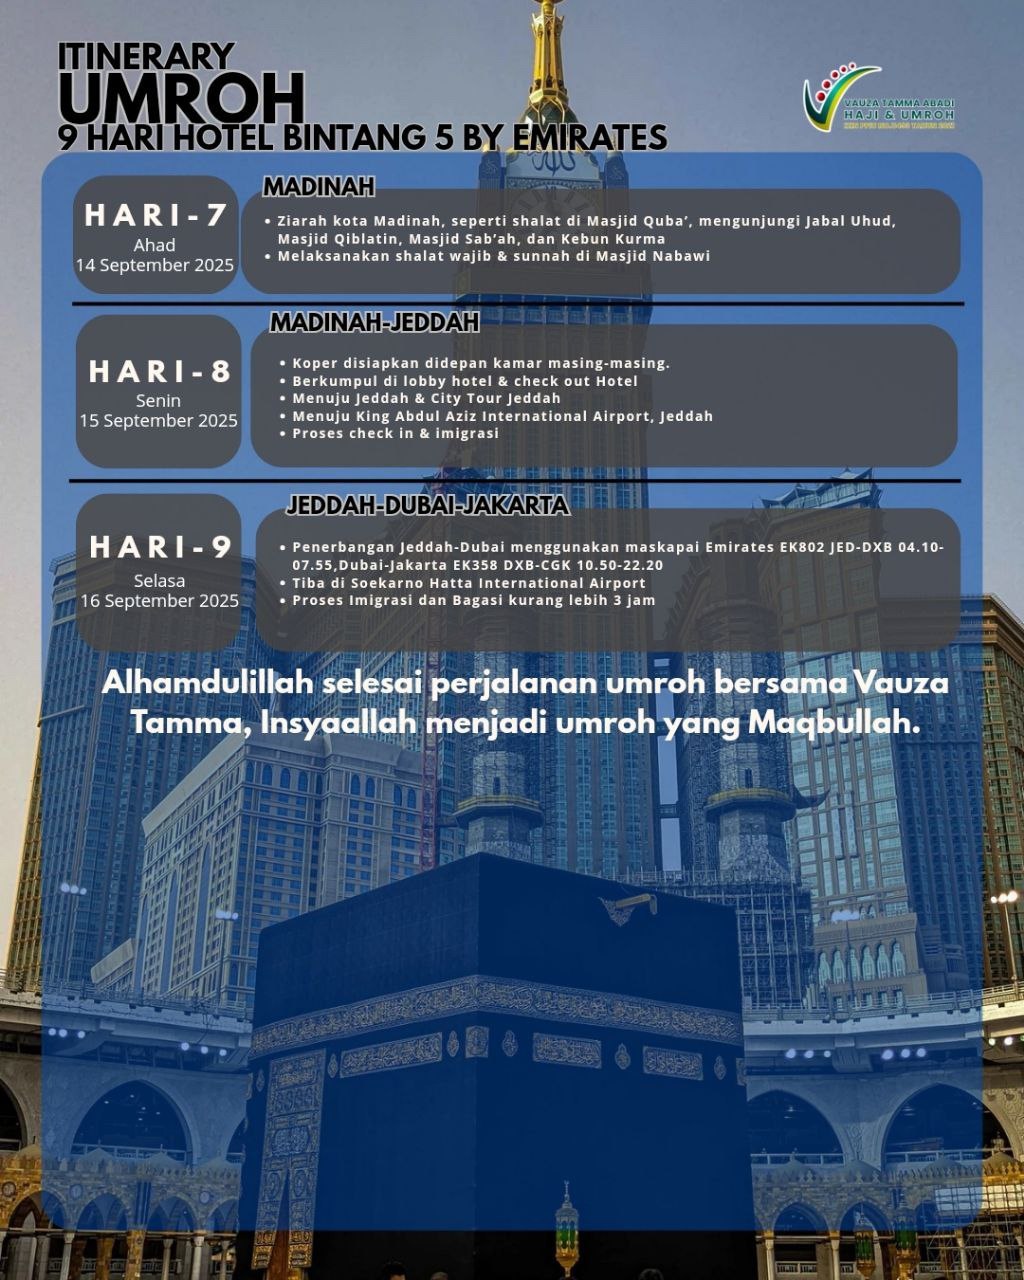 ITINERARY
UMROH
9 HARI HOTEL BINTANG 5 BY EMIRATES
VAUZA TAMMA ABADI
HAJI & UMROH
HARI-7
Ahad
14 September 2025
MADINAH
• Ziarah kota Madinah, seperti shalat di Masjid Quba’, mengunjungi Jabal Uhud,
Masjid Qiblatin, Masjid Sab’ah, dan Kebun Kurma
• Melaksanakan shalat wajib & sunnah di Masjid Nabawi
HARI-8
Senin
15 September 2025
MADINAH-JEDDAH
• Koper disiapkan didepan kamar masing-masing.
• Berkumpul di lobby hotel & check out Hotel
• Menuju Jeddah & City Tour Jeddah
• Menuju King Abdul Aziz International Airport, Jeddah
• Proses check in & imigrasi
HARI-9
Selasa
16 September 2025
JEDDAH-DUBAI-JAKARTA
• Penerbangan Jeddah-Dubai menggunakan maskapai Emirates EK802 JED-DXB 04.10-
07.55,Dubai-Jakarta EK358 DXB-CGK 10.50-22.20
• Tiba di Soekarno Hatta International Airport
• Proses Imigrasi dan Bagasi kurang lebih 3 jam
Alhamdulillah selesai perjalanan umroh bersama Vauza
Tamma, Insyaallah menjadi umroh yang Maqbullah.